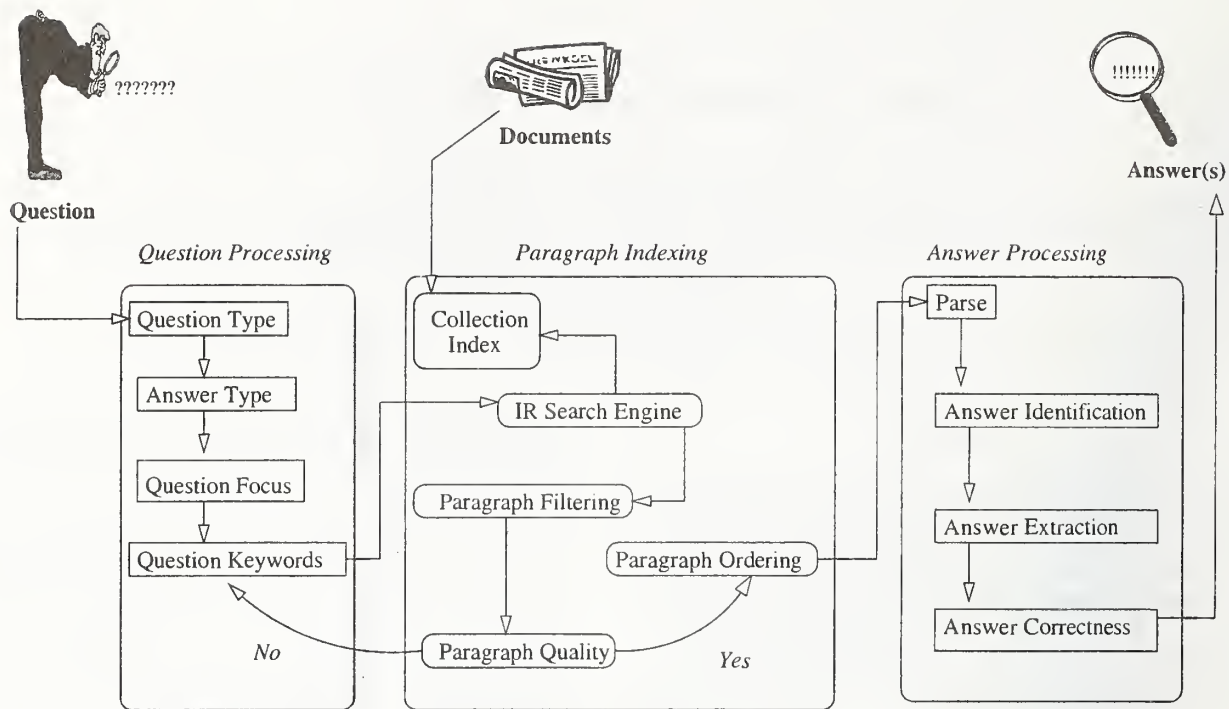 ???????
!!!!!!!
Documents
Answer(s)
Question
Question Processing
Paragraph Indexing
Answer Processing
Question Type
Answer Type
Question Focus
Question Keywords
No
Collection
Index
IR Search Engine
Paragraph Filtering
Paragraph Ordering
Paragraph Quality
Yes
Parse
Answer Identification
Answer Extraction
Answer Correctness